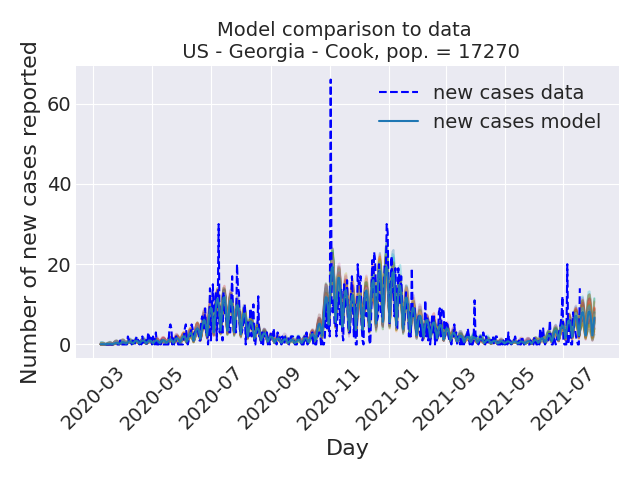 Model comparison to data
US - Georgia - Cook, pop. = 17270
Number of new cases reported
60
40
20
0
new cases data
new cases model
2020-03
2020-05
2020-07
2020-09
2020-11
2021-01
2021-03
2021-05
2021-07
Day